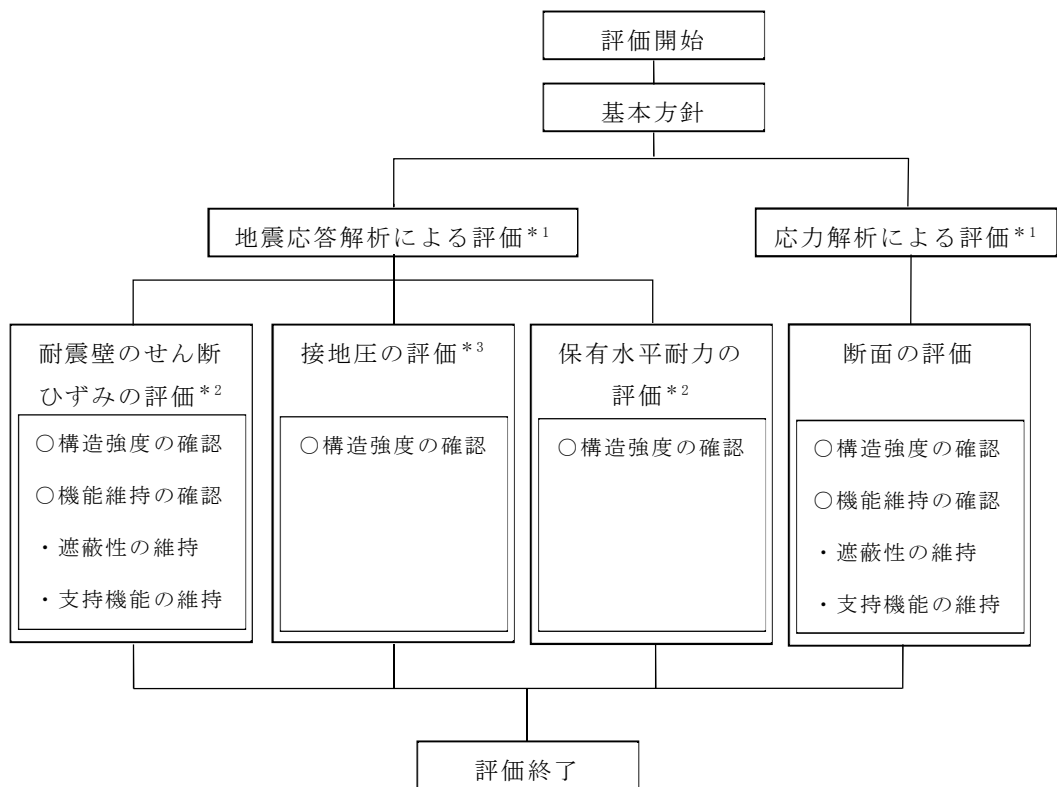 評価開始
基本方針
地震応答解析による評価*1
応力解析による評価*1
耐震壁のせん断
ひずみの評価*2
○構造強度の確認
○機能維持の確認
・遮蔽性の維持
・支持機能の維持
接地圧の評価*3
○構造強度の確認
保有水平耐力の
評価*2
○構造強度の確認
断面の評価
○構造強度の確認
○機能維持の確認
・遮蔽性の維持
・支持機能の維持
評価終了